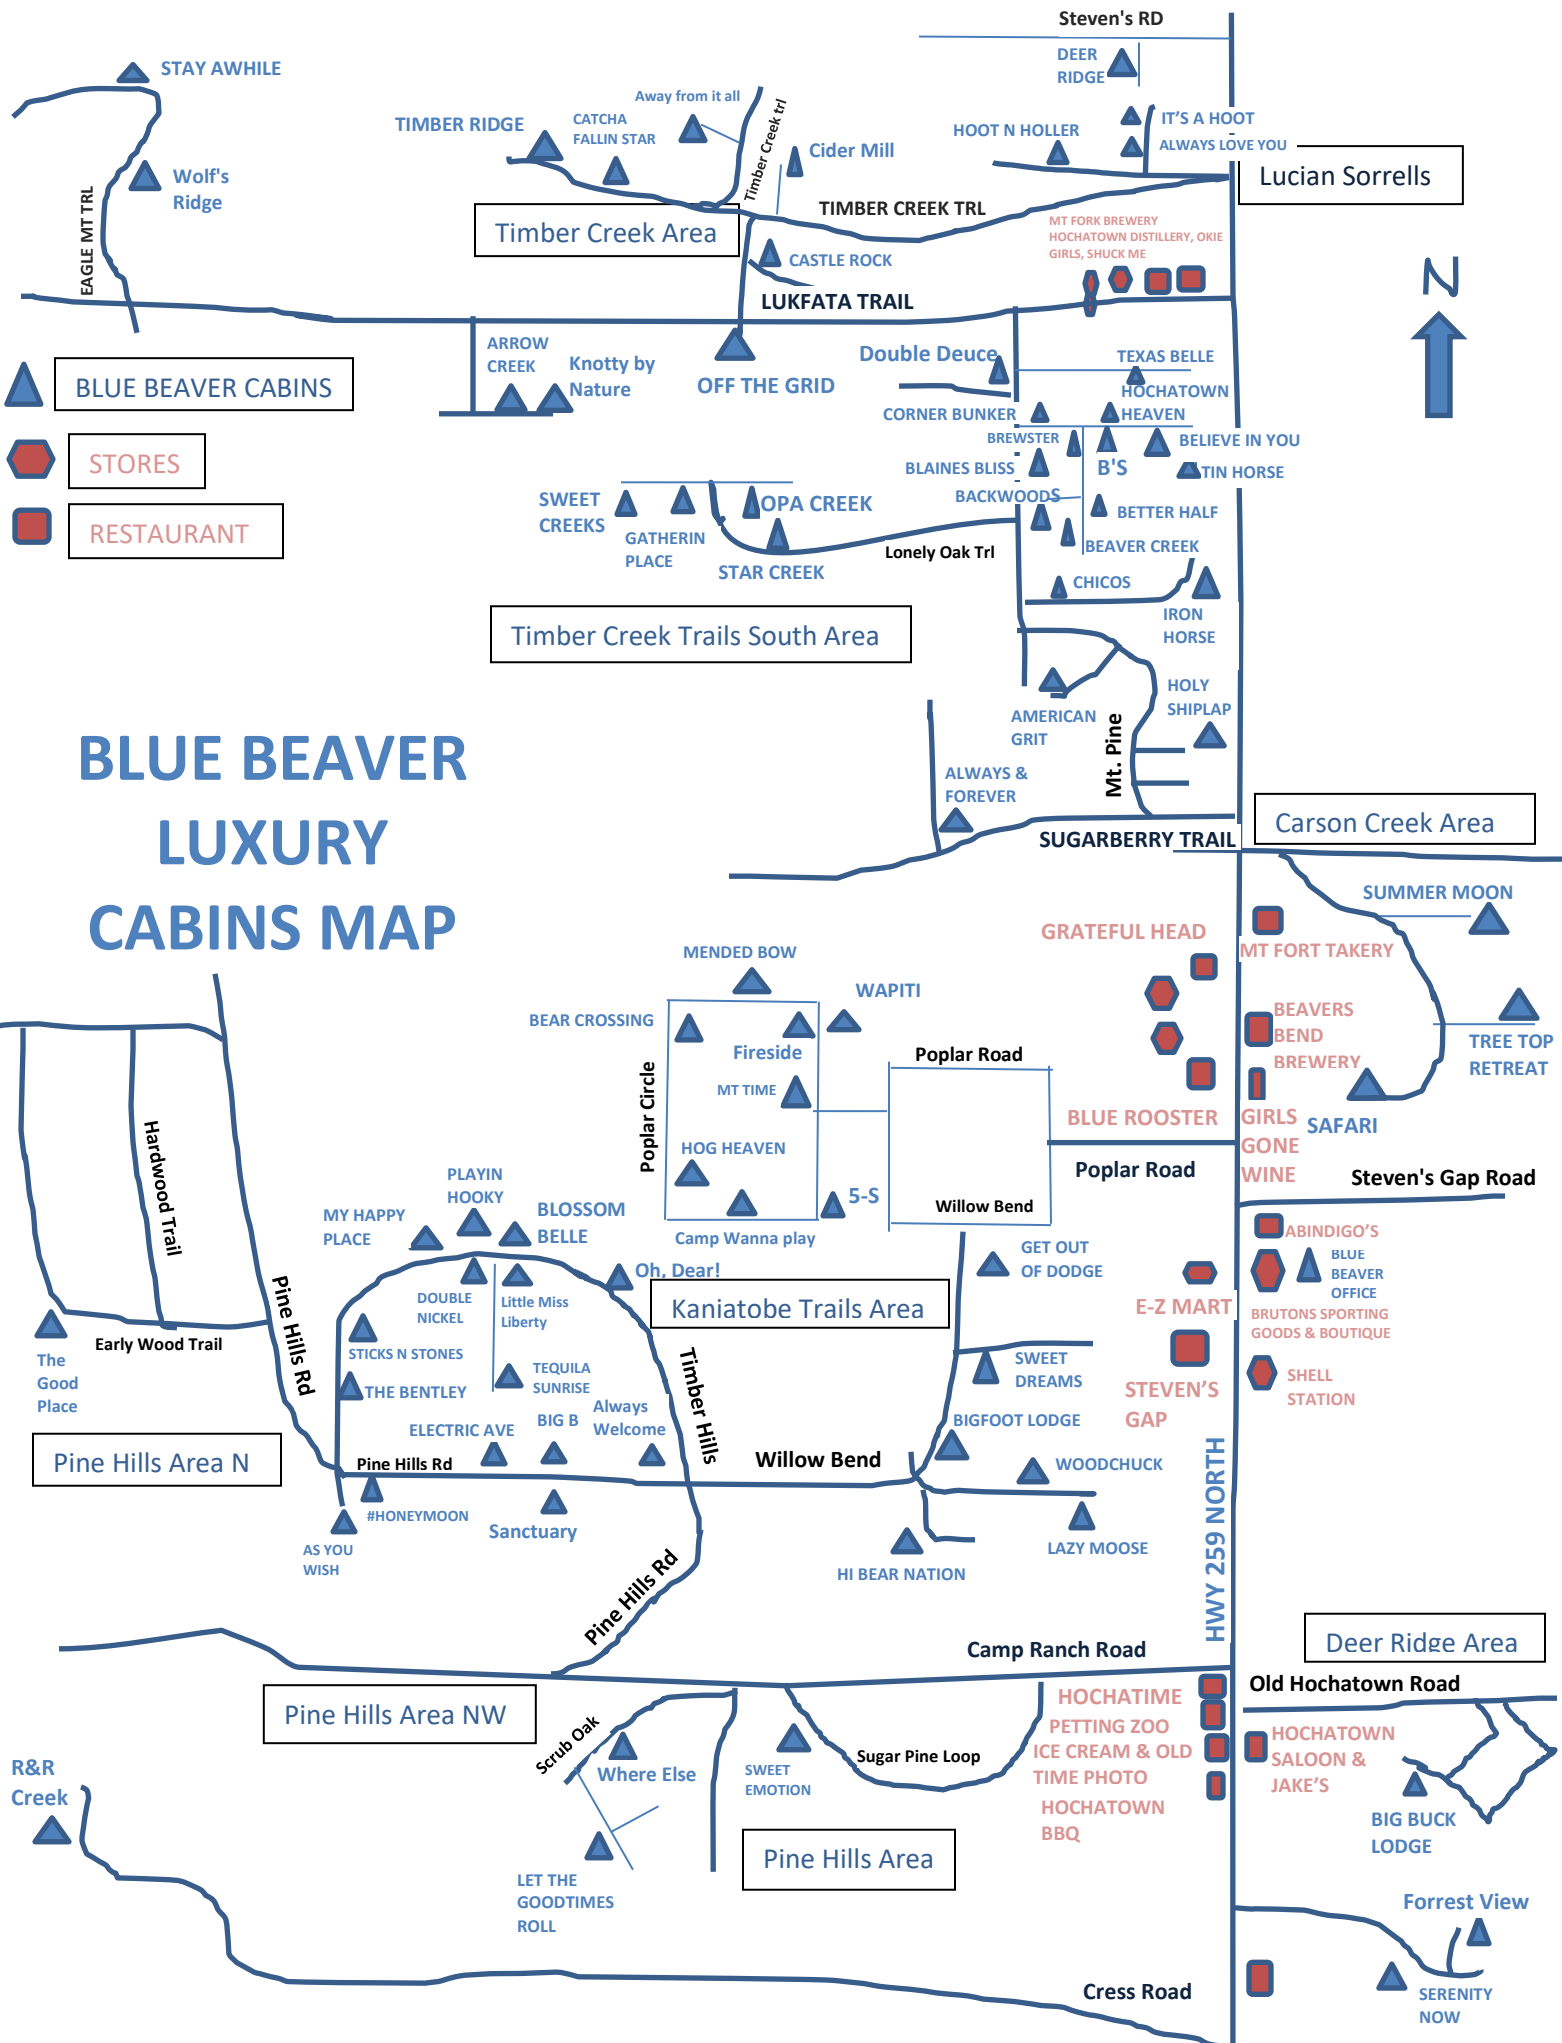 Steven's RD
DEER
RIDGE
STAY AWHILE
Away from it all
TIMBER RIDGE
CATCHA
FALLIN STAR
Timber Creek trl
Cider Mill
HOOT N HOLLER
IT'S A HOOT
ALWAYS LOVE YOU
Lucian Sorrells
Wolf's
Ridge
EAGLE MT TRL
Timber Creek Area
TIMBER CREEK TRL
MT FORK BREWERY
HOCHATOWN DISTILLERY, OKIE
GIRLS, SHUCK ME
CASTLE ROCK
LUKFATA TRAIL
N
ARROW
CREEK
Knotty by
Nature
OFF THE GRID
Double Deuce
TEXAS BELLE
BLUE BEAVER CABINS
HOCHATOWN
HEAVEN
CORNER BUNKER
BREWSTER
BELIEVE IN YOU
STORES
BLAINES BLISS
B'S
TIN HORSE
BACKWOODS
SWEET
CREEKS
OPA CREEK
BETTER HALF
RESTAURANT
GATHERIN
PLACE
STAR CREEK
Lonely Oak Trl
BEAVER CREEK
CHICOS
IRON
HORSE
Timber Creek Trails South Area
HOLY
SHIPLAP
AMERICAN
GRIT
Mt. Pine
BLUE BEAVER
LUXURY
CABINS MAP
ALWAYS &
FOREVER
SUGARBERRY TRAIL
Carson Creek Area
SUMMER MOON
GRATEFUL HEAD
MT FORT TAKERY
MENDED BOW
WAPITI
BEAR CROSSING
Fireside
MT TIME
Poplar Circle
Poplar Road
BEAVERS
BEND
BREWERY
TREE TOP
RETREAT
BLUE ROOSTER
GIRLS
GONE
WINE
SAFARI
Hardwood Trail
HOG HEAVEN
Poplar Road
Steven's Gap Road
PLAYIN
HOOKY
MY HAPPY
PLACE
BLOSSOM
BELLE
5-S
Willow Bend
Camp Wanna play
GET OUT
OF DODGE
ABINDIGO'S
BLUE
BEAVER
OFFICE
Oh, Dear!
DOUBLE
NICKEL
Little Miss
Liberty
Kaniatobe Trails Area
E-Z MART
BRUTONS SPORTING
GOODS & BOUTIQUE
Pine Hills Rd
Early Wood Trail
The
Good
Place
STICKS N STONES
THE BENTLEY
TEQUILA
SUNRISE
Timber Hills
SWEET
DREAMS
STEVEN'S
GAP
SHELL
STATION
ELECTRIC AVE
BIG B
Always
Welcome
BIGFOOT LODGE
Pine Hills Area N
Pine Hills Rd
Willow Bend
WOODCHUCK
HWY 259 NORTH
#HONEYMOON
Sanctuary
AS YOU
WISH
HI BEAR NATION
LAZY MOOSE
Pine Hills Rd
Camp Ranch Road
Deer Ridge Area
Old Hochatown Road
Pine Hills Area NW
HOCHATIME
PETTING ZOO
ICE CREAM & OLD
TIME PHOTO
HOCHATOWN
BBQ
HOCHATOWN
SALOON &
JAKE'S
Scrub Oak
Where Else
SWEET
EMOTION
Sugar Pine Loop
R&R
Creek
BIG BUCK
LODGE
Pine Hills Area
LET THE
GOODTIMES
ROLL
Forrest View
Cress Road
SERENITY
NOW